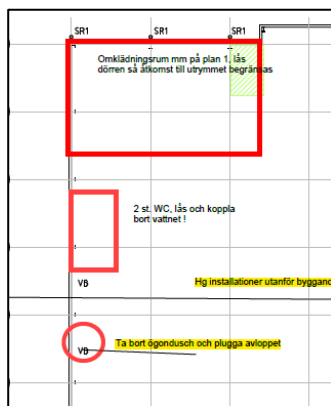 SR1 SR1 SR1
Omklädningsrum mm på plan 1, lås
dörren så åtkomst till utrymmet begränsas
2 st. WC, lås och koppla
bort vattnet !
VB
Hg installationer utanför byggand
VB
Ta bort ögondusch och plugga avloppet